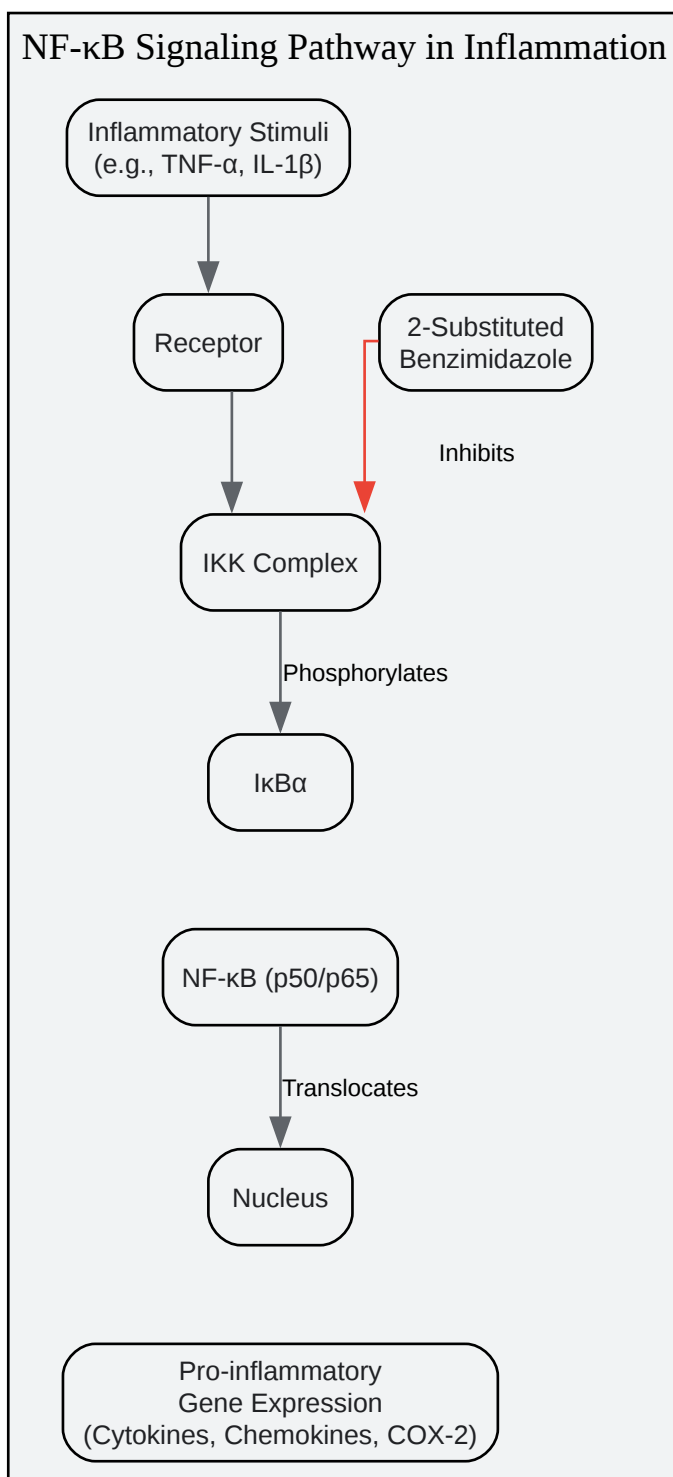 NF-κB Signaling Pathway in Inflammation
Inflammatory Stimuli
(e.g., TNF-α, IL-1β)
Receptor
2-Substituted
Benzimidazole
Inhibits
IKK Complex
Phosphorylates
IκBα
NF-κB (p50/p65)
Translocates
Nucleus
Pro-inflammatory
Gene Expression
(Cytokines, Chemokines, COX-2)